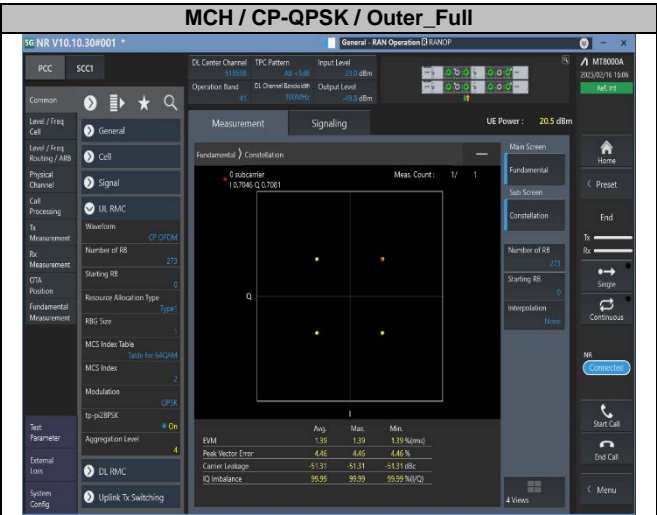 MCH / CP-QPSK / Outer_Full
5G NR V10.10.30#001 *
General - RAN Operation RANOP
PCC
SCC1
DL Center Channel
TPC Pattern
Input Level
518598
All +3dB
23.0 dBm
Operation Band
DL Channel Bandwidth
Output Level
41
100MHz
-49.0 dBm
MT8000A
2023/02/16 16:06
Ref. Int
Common
Level / Freq
Cell
Level / Freq
Routing / ARB
Physical
Channel
Call
Processing
Tx
Measurement
Rx
Measurement
OTA
Position
Fundamental
Measurement
Test
Parameter
External
Loss
System
Config
General
Cell
Signal
UL RMC
Waveform
CP OFDM
Number of RB
273
Starting RB
0
Resource Allocation Type
Type1
RBG Size
1
MCS Index Table
Table for 64QAM
MCS Index
2
Modulation
QPSK
tp-pi2BPSK
On
Aggregation Level
4
DL RMC
Uplink Tx Switching
Measurement
Signaling
UE Power : 20.5 dBm
Fundamental > Constellation
0 subcarrier
I 0.7046 Q 0.7081
Meas. Count : 1/ 1
Q
I
Avg. Max. Min.
EVM 1.39 1.39 1.39 %(rms)
Peak Vector Error 4.46 4.46 4.46 %
Carrier Leakage -51.31 -51.31 -51.31 dBc
IQ Imbalance 99.99 99.99 99.99 %(I/Q)
Main Screen
Fundamental
Sub Screen
Constellation
Number of RB
273
Starting RB
0
Interpolation
None
4 Views
Home
Preset
End
Tx
Rx
Single
Continuous
NR
Connected
Start Call
End Call
Menu